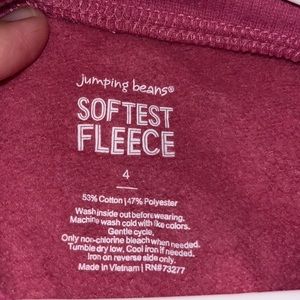 jumping beans®
SOFTEST
FLEECE
4
53% Cotton | 47% Polyester
Wash inside out before wearing.
Machine wash cold with like colors.
Gentle cycle.
Only non-chlorine bleach when needed.
Tumble dry low. Cool iron if needed.
Iron on reverse side only.
Made in Vietnam | RN#73277